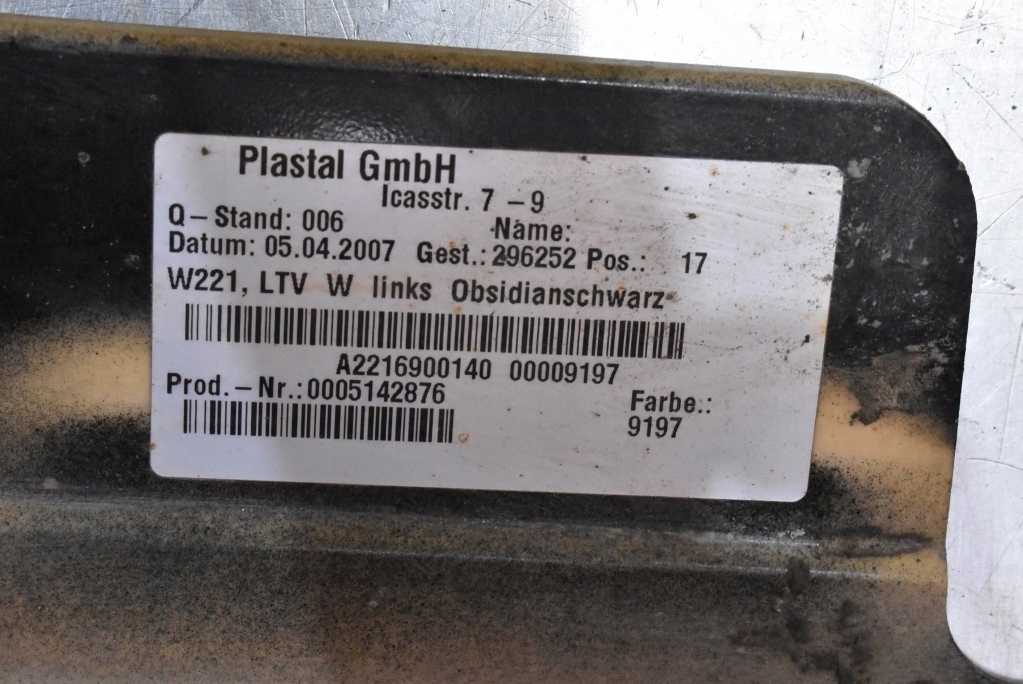 Plastal GmbH
Icasstr. 7 – 9
Q – Stand: 006 Name:
Datum: 05.04.2007 Gest.: 296252 Pos.: 17
W221, LTV W links Obsidianschwarz
A2216900140 00009197
Prod. – Nr.:0005142876 Farbe.:
9197